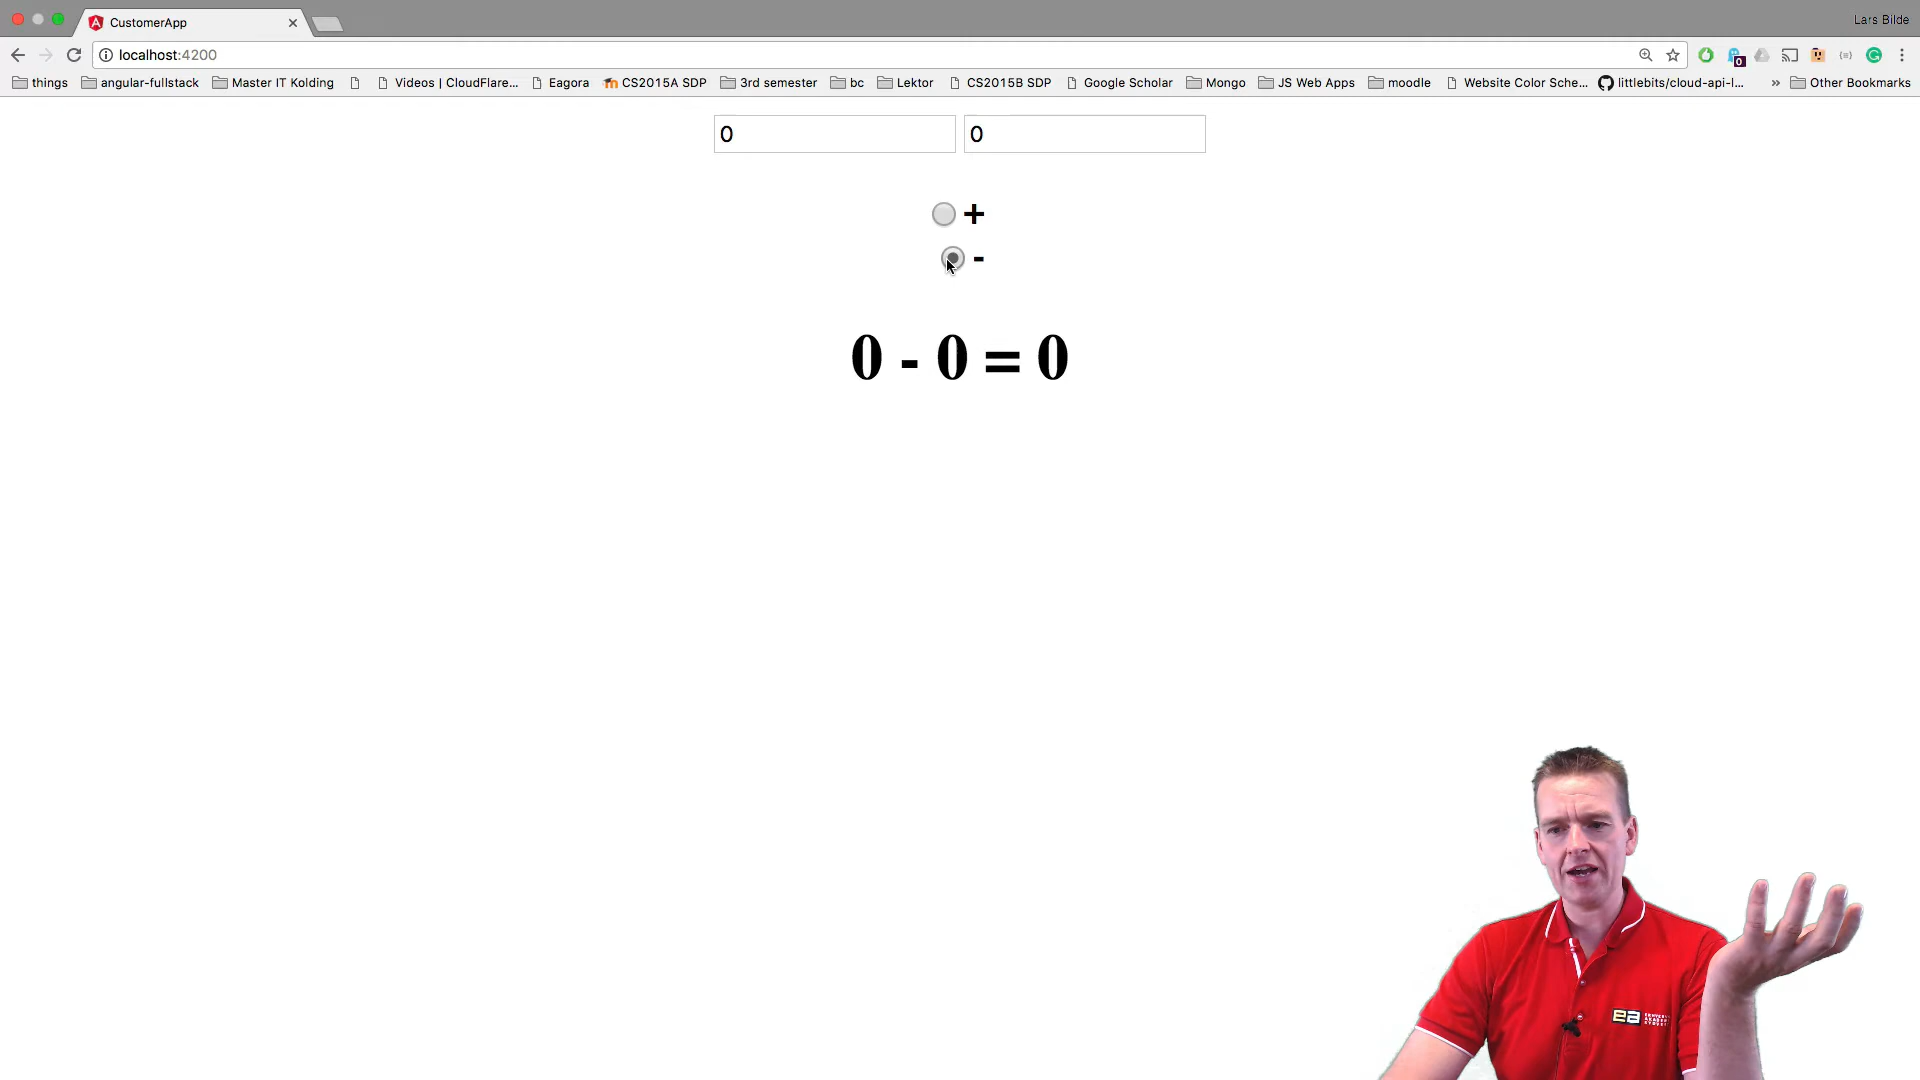 CustomerApp
Lars Bilde
localhost:4200
things angular-fullstack Master IT Kolding Videos | CloudFlare... Eagora CS2015A SDP 3rd semester bc Lektor CS2015B SDP Google Scholar Mongo JS Web Apps moodle Website Color Sche... littlebits/cloud-api-l... » Other Bookmarks
0 0
+
-
0 - 0 = 0
ea